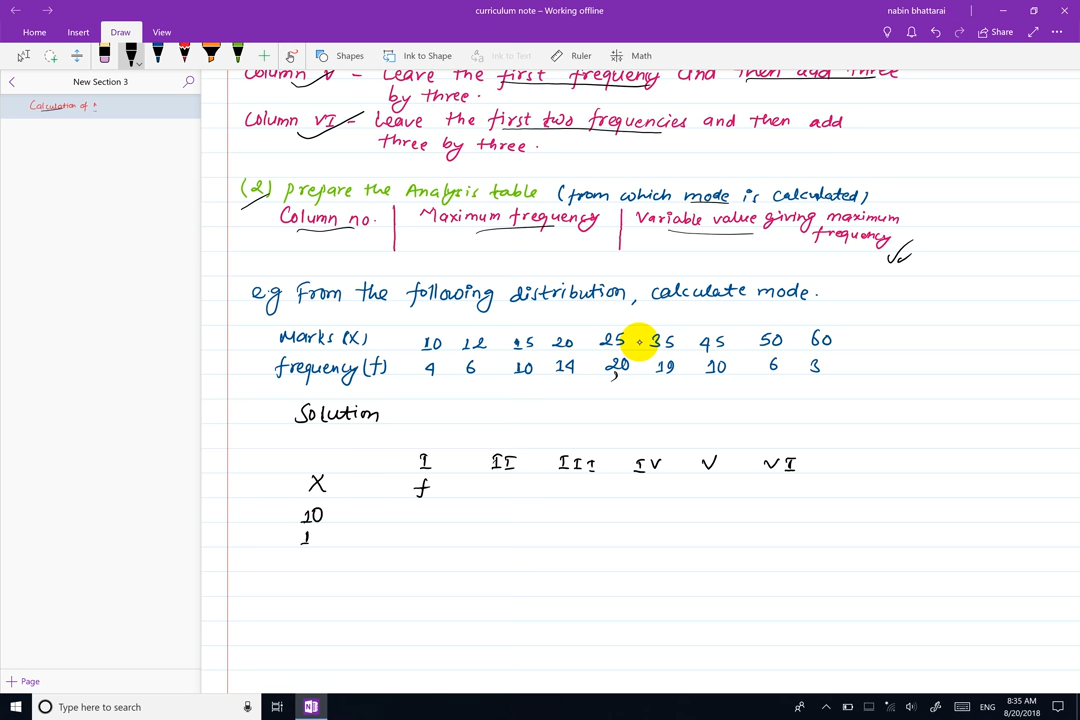 curriculum note – Working offline
nabin bhattarai
Home Insert Draw View
Share
Shapes Ink to Shape Ink to Text Ruler Math
New Section 3
Calculation of
Column V – Leave the first frequency and then add three
by three.
Column VI – Leave the first two frequencies and then add
three by three.
(2) Prepare the Analysis table (from which mode is calculated)
Column no. Maximum frequency Variable value giving maximum
frequency
e.g From the following distribution, calculate mode.
Marks (X) 10 12 15 20 25 35 45 50 60
frequency (f) 4 6 10 14 20 19 10 6 3
Solution
I II III IV V VI
X f
10
1
+ Page
Type here to search
ENG
8:35 AM
8/20/2018